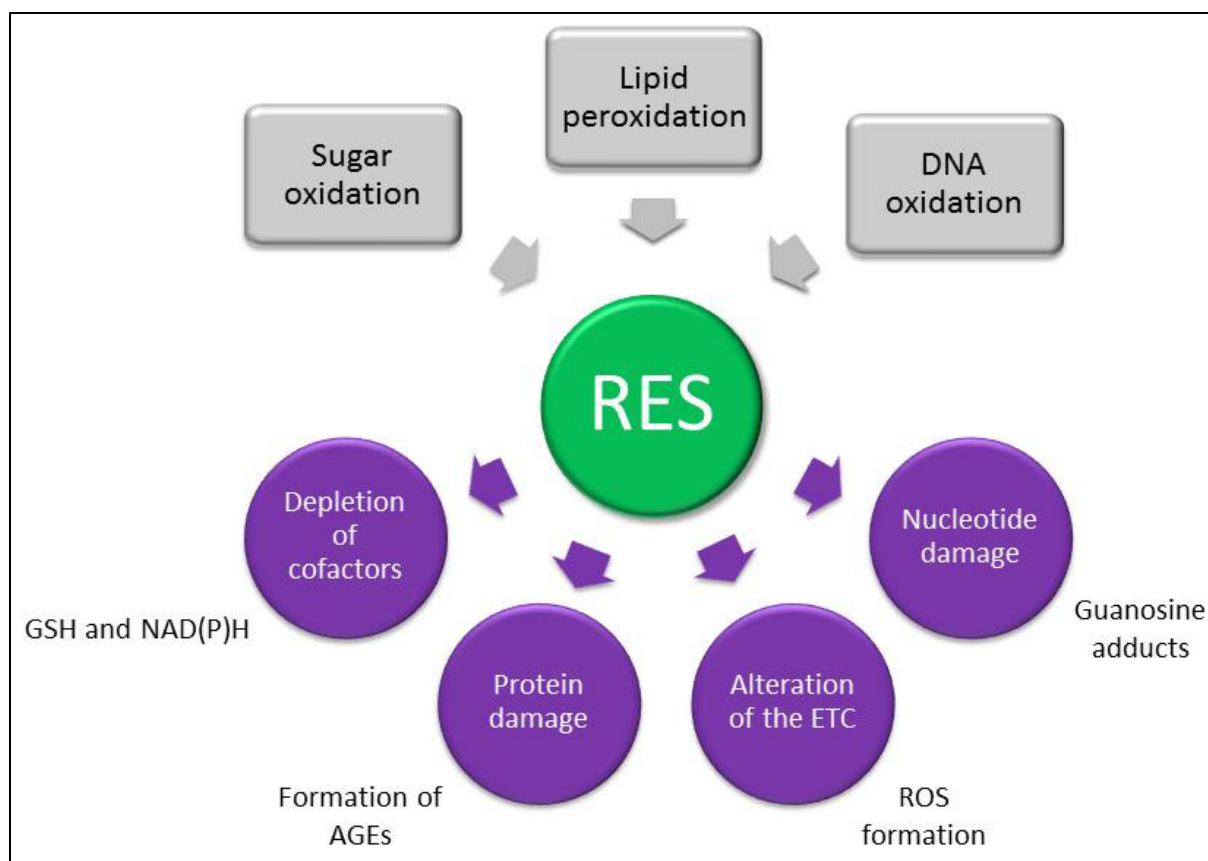 Lipid
peroxidation
Sugar
oxidation
DNA
oxidation
RES
Depletion
of
cofactors
GSH and NAD(P)H
Protein
damage
Formation of
AGEs
Alteration
of the ETC
ROS
formation
Nucleotide
damage
Guanosine
adducts